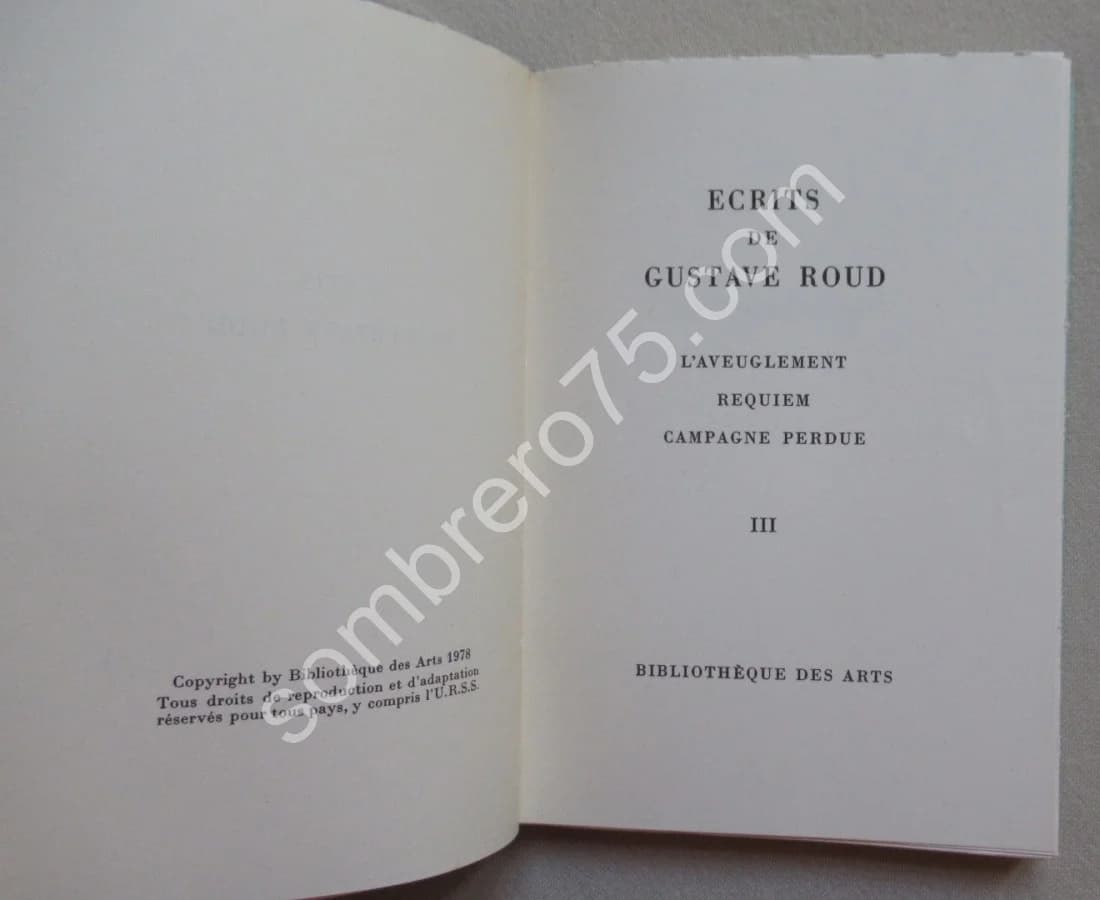 Copyright by Bibliothèque des Arts 1978
Tous droits de reproduction et d'adaptation
réservés pour tous pays, y compris l'U.R.S.S.
ECRITS
DE
GUSTAVE ROUD
L'AVEUGLEMENT
REQUIEM
CAMPAGNE PERDUE
III
BIBLIOTHÈQUE DES ARTS
sombrero75.com